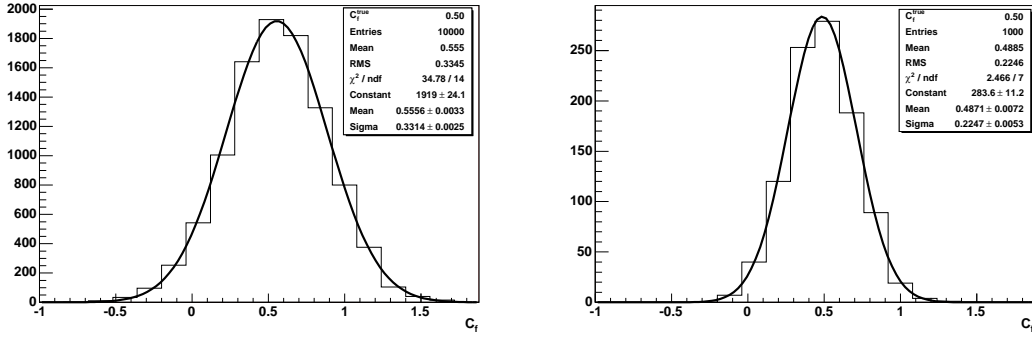 2000
1800
1600
1400
1200
1000
800
600
400
200
0
-1 -0.5 0 0.5 1 1.5
C_f
C_f^true 0.50
Entries 10000
Mean 0.555
RMS 0.3345
χ² / ndf 34.78 / 14
Constant 1919 ± 24.1
Mean 0.5556 ± 0.0033
Sigma 0.3314 ± 0.0025
250
200
150
100
50
0
-1 -0.5 0 0.5 1 1.5
C_f
C_f^true 0.50
Entries 1000
Mean 0.4885
RMS 0.2246
χ² / ndf 2.466 / 7
Constant 283.6 ± 11.2
Mean 0.4871 ± 0.0072
Sigma 0.2247 ± 0.0053